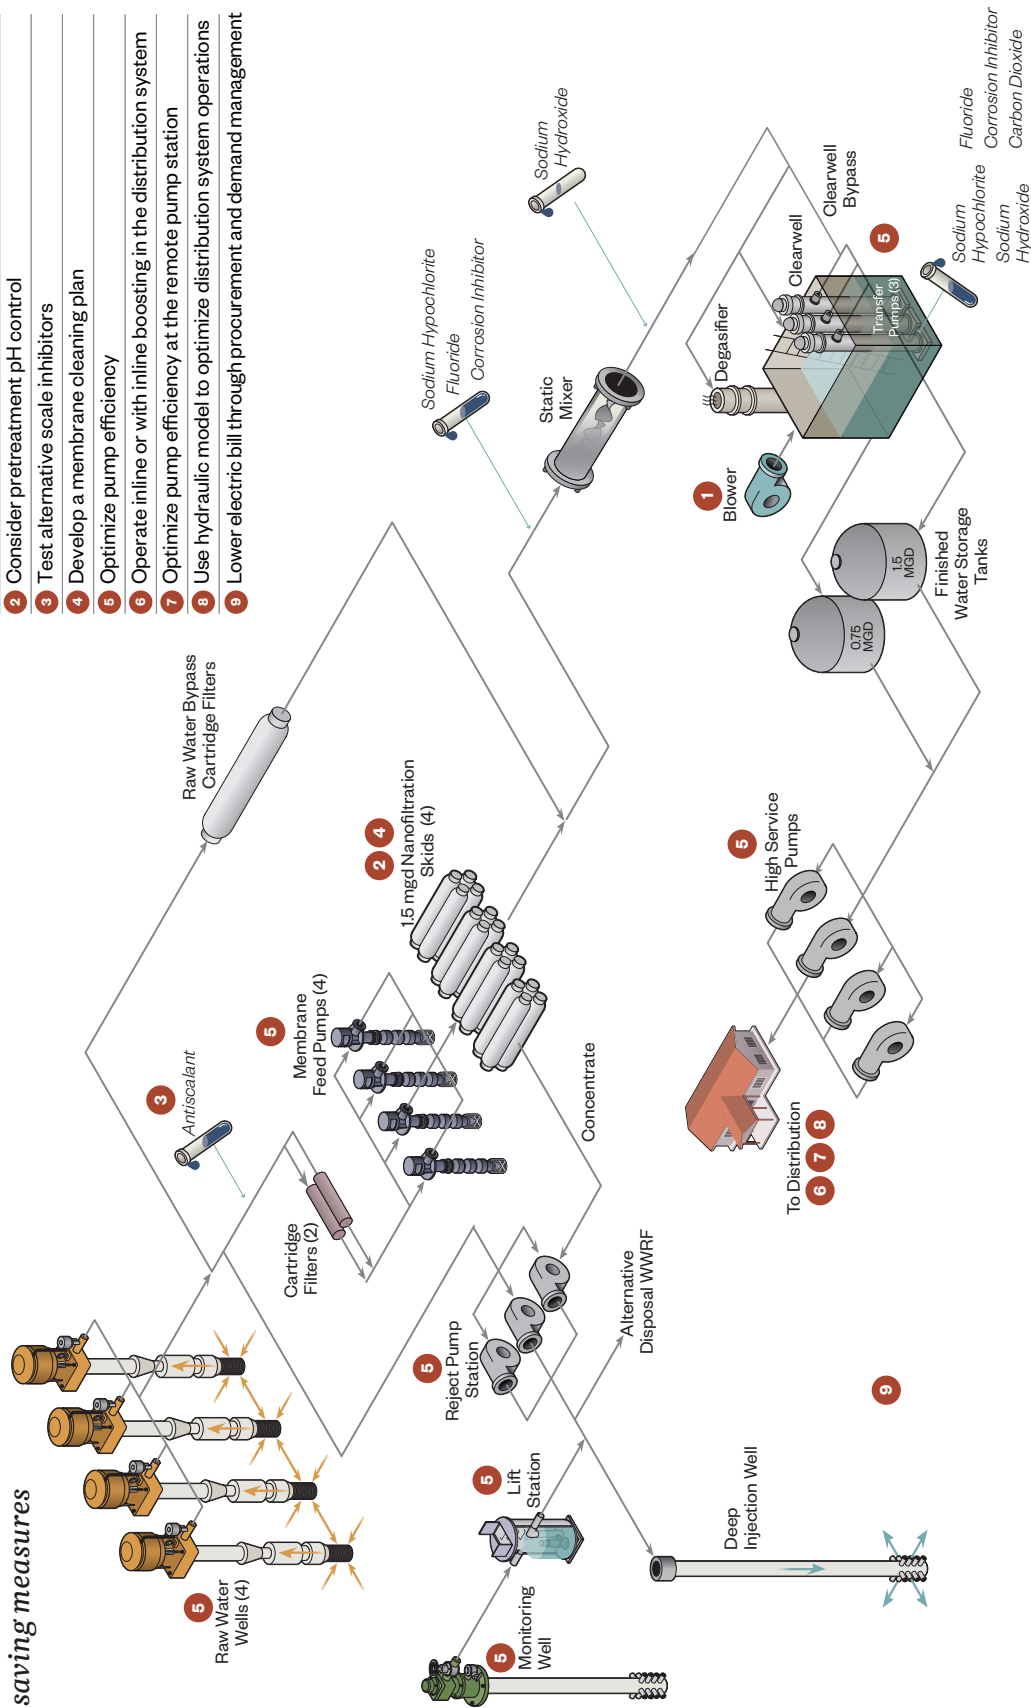 saving measures
2 Consider pretreatment pH control
3 Test alternative scale inhibitors
4 Develop a membrane cleaning plan
5 Optimize pump efficiency
6 Operate inline or with inline boosting in the distribution system
7 Optimize pump efficiency at the remote pump station
8 Use hydraulic model to optimize distribution system operations
9 Lower electric bill through procurement and demand management
5
Raw Water
Wells (4)
3
Antiscalant
Raw Water Bypass
Cartridge Filters
Cartridge
Filters (2)
5
Membrane
Feed Pumps (4)
2 4
1.5 mgd Nanofiltration
Skids (4)
Sodium Hypochlorite
Fluoride
Corrosion Inhibitor
Static
Mixer
Sodium
Hydroxide
5
Monitoring
Well
5
Lift
Station
5
Reject Pump
Station
Concentrate
Alternative
Disposal WWRF
Deep
Injection Well
9
To Distribution
6 7 8
5
High Service
Pumps
0.75
MGD
1.5
MGD
Finished
Water Storage
Tanks
1
Blower
Degasifier
Clearwell
Transfer
Pumps (3)
Clearwell
Bypass
5
Sodium
Hypochlorite
Sodium
Hydroxide
Fluoride
Corrosion Inhibitor
Carbon Dioxide